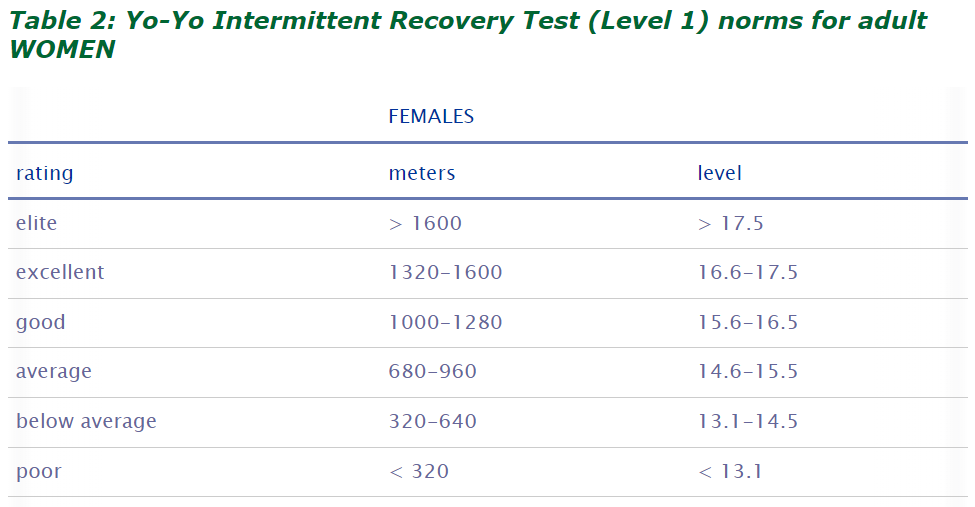 Table 2: Yo-Yo Intermittent Recovery Test (Level 1) norms for adult
WOMEN
FEMALES
rating meters level
elite > 1600 > 17.5
excellent 1320-1600 16.6-17.5
good 1000-1280 15.6-16.5
average 680-960 14.6-15.5
below average 320-640 13.1-14.5
poor < 320 < 13.1